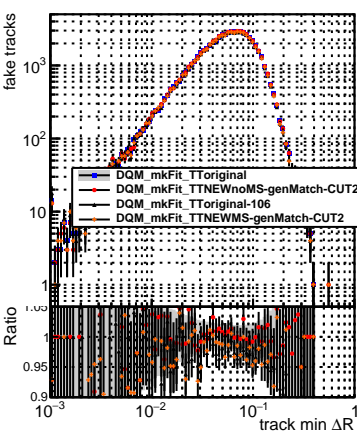 fake tracks
10³
10²
10
1
DQM_mkFit_TToriginal
DQM_mkFit_TTNEWnoMS-genMatch-CUT2
DQM_mkFit_TToriginal-106
DQM_mkFit_TTNEWMS-genMatch-CUT2
Ratio
1.05
1
0.95
0.9
10⁻³ 10⁻² 10⁻¹ 1
track min ΔR